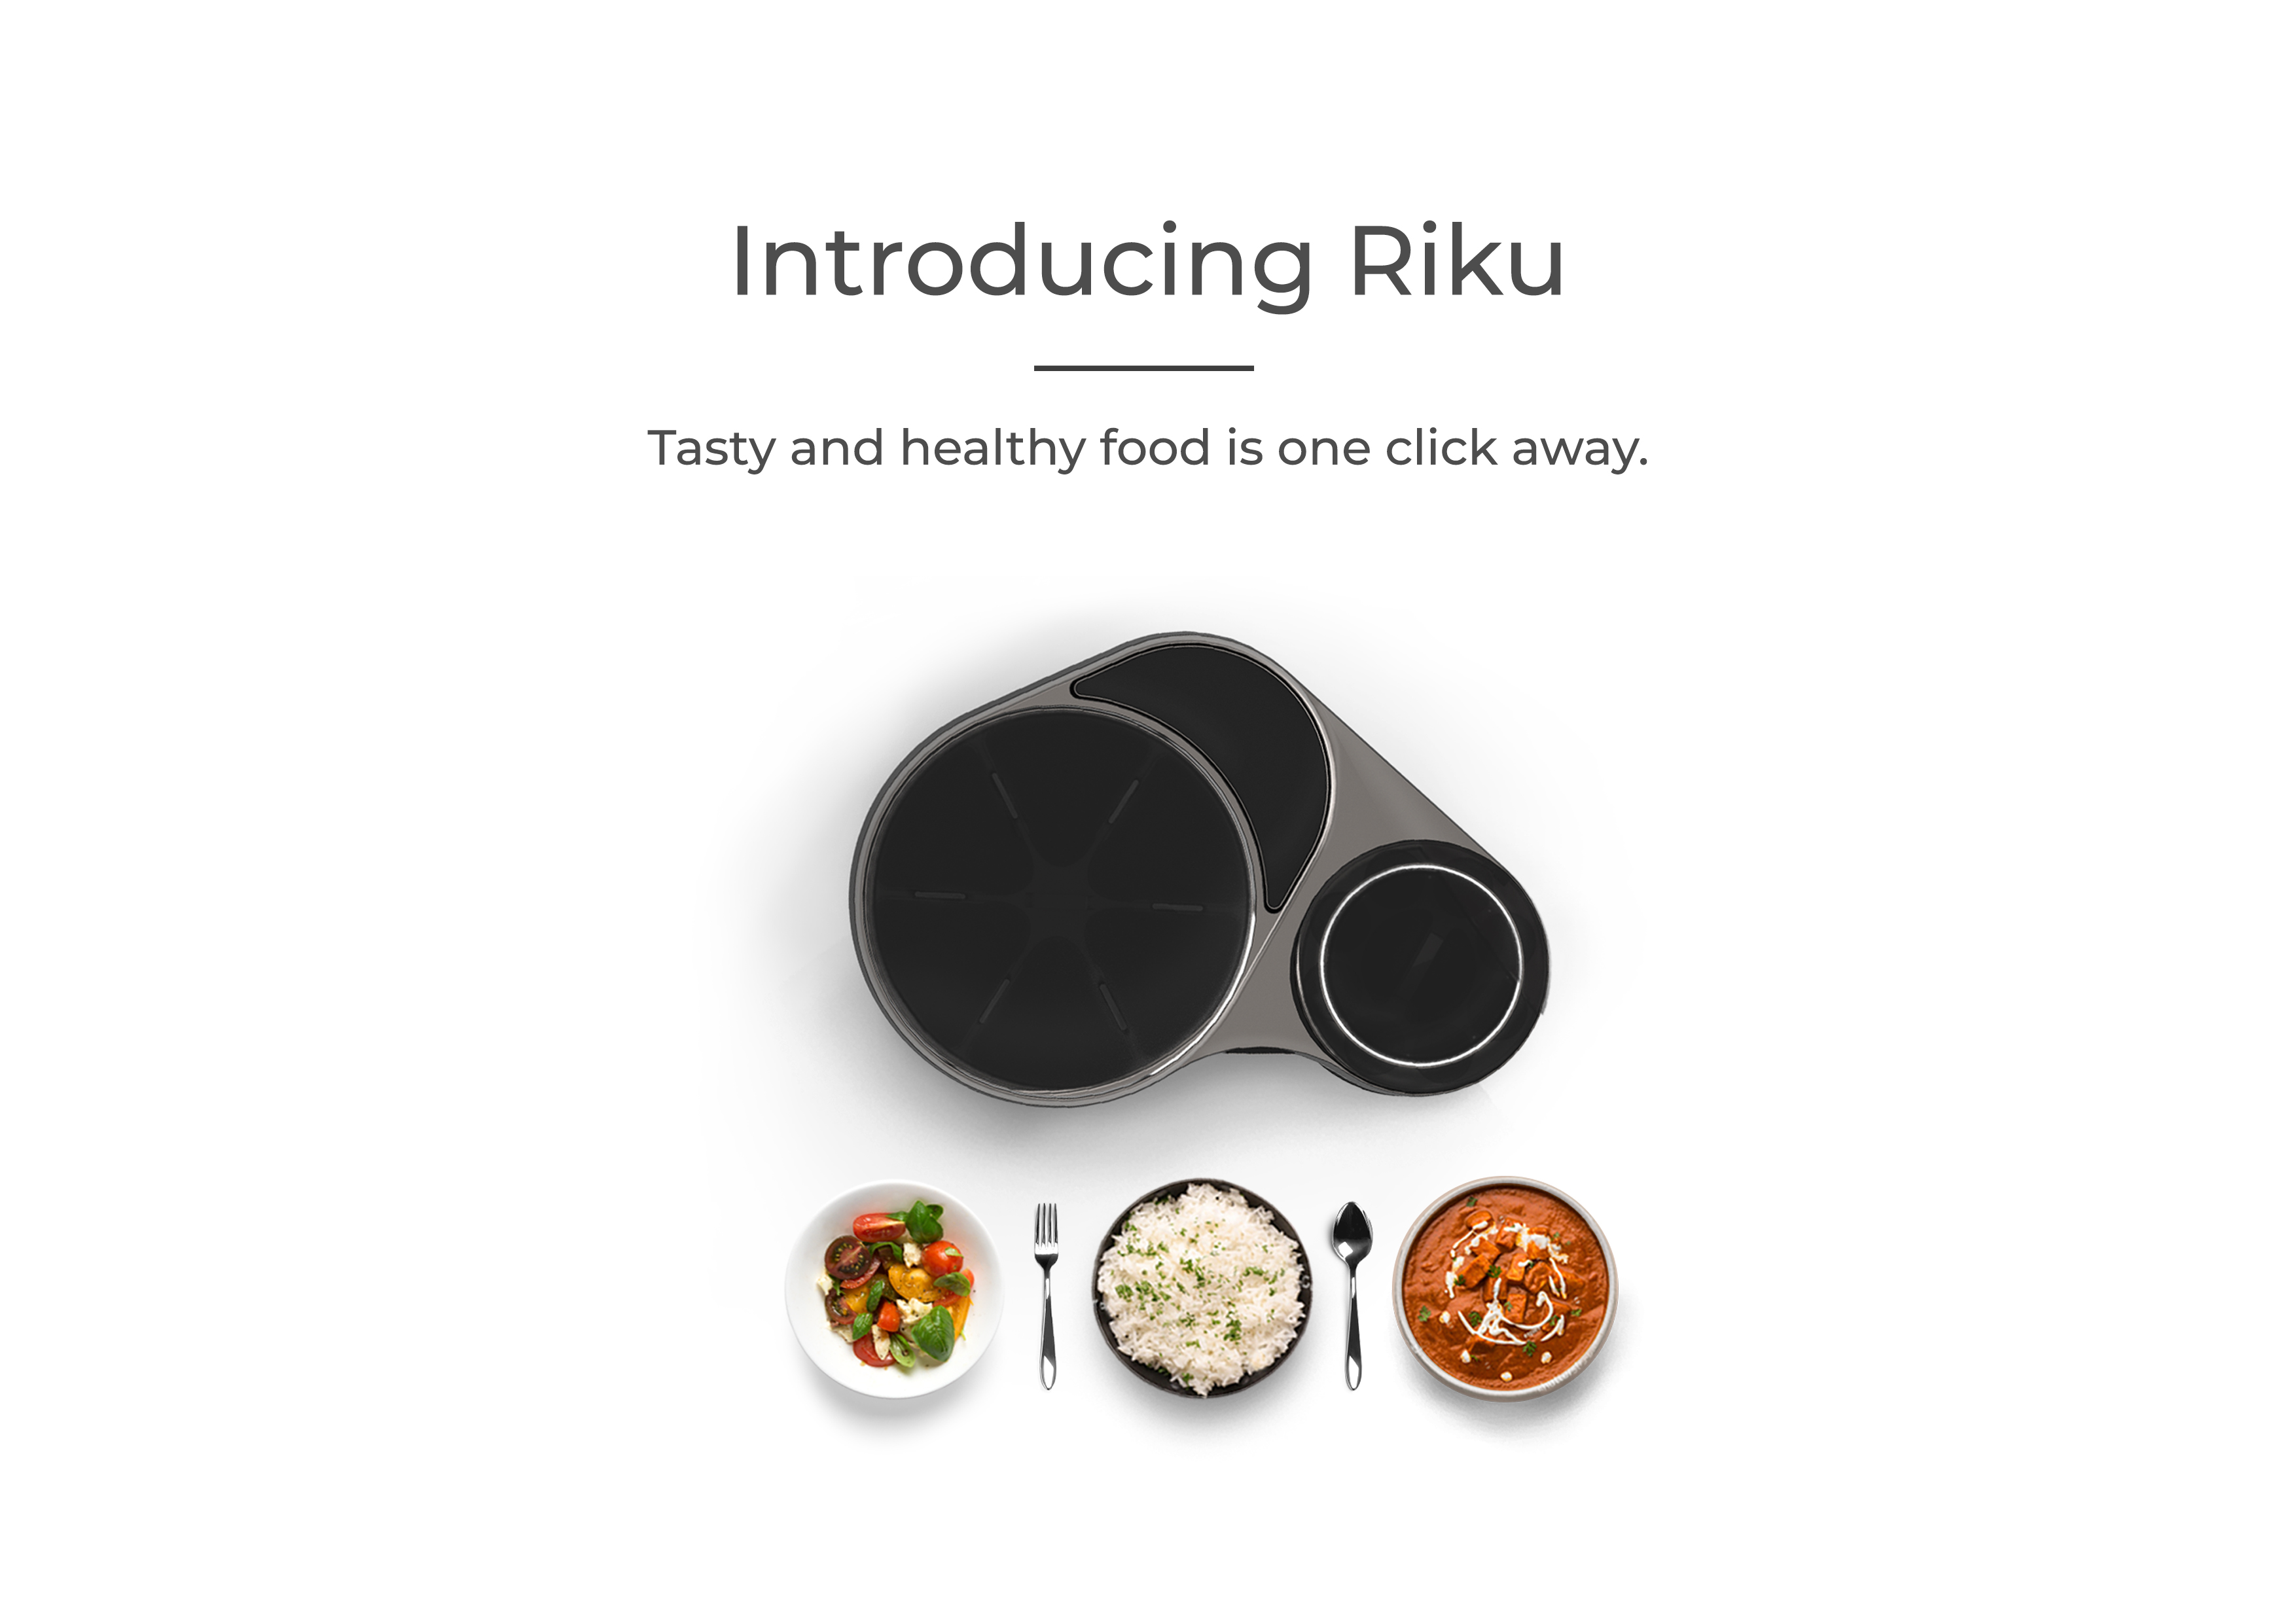 Introducing Riku
Tasty and healthy food is one click away.